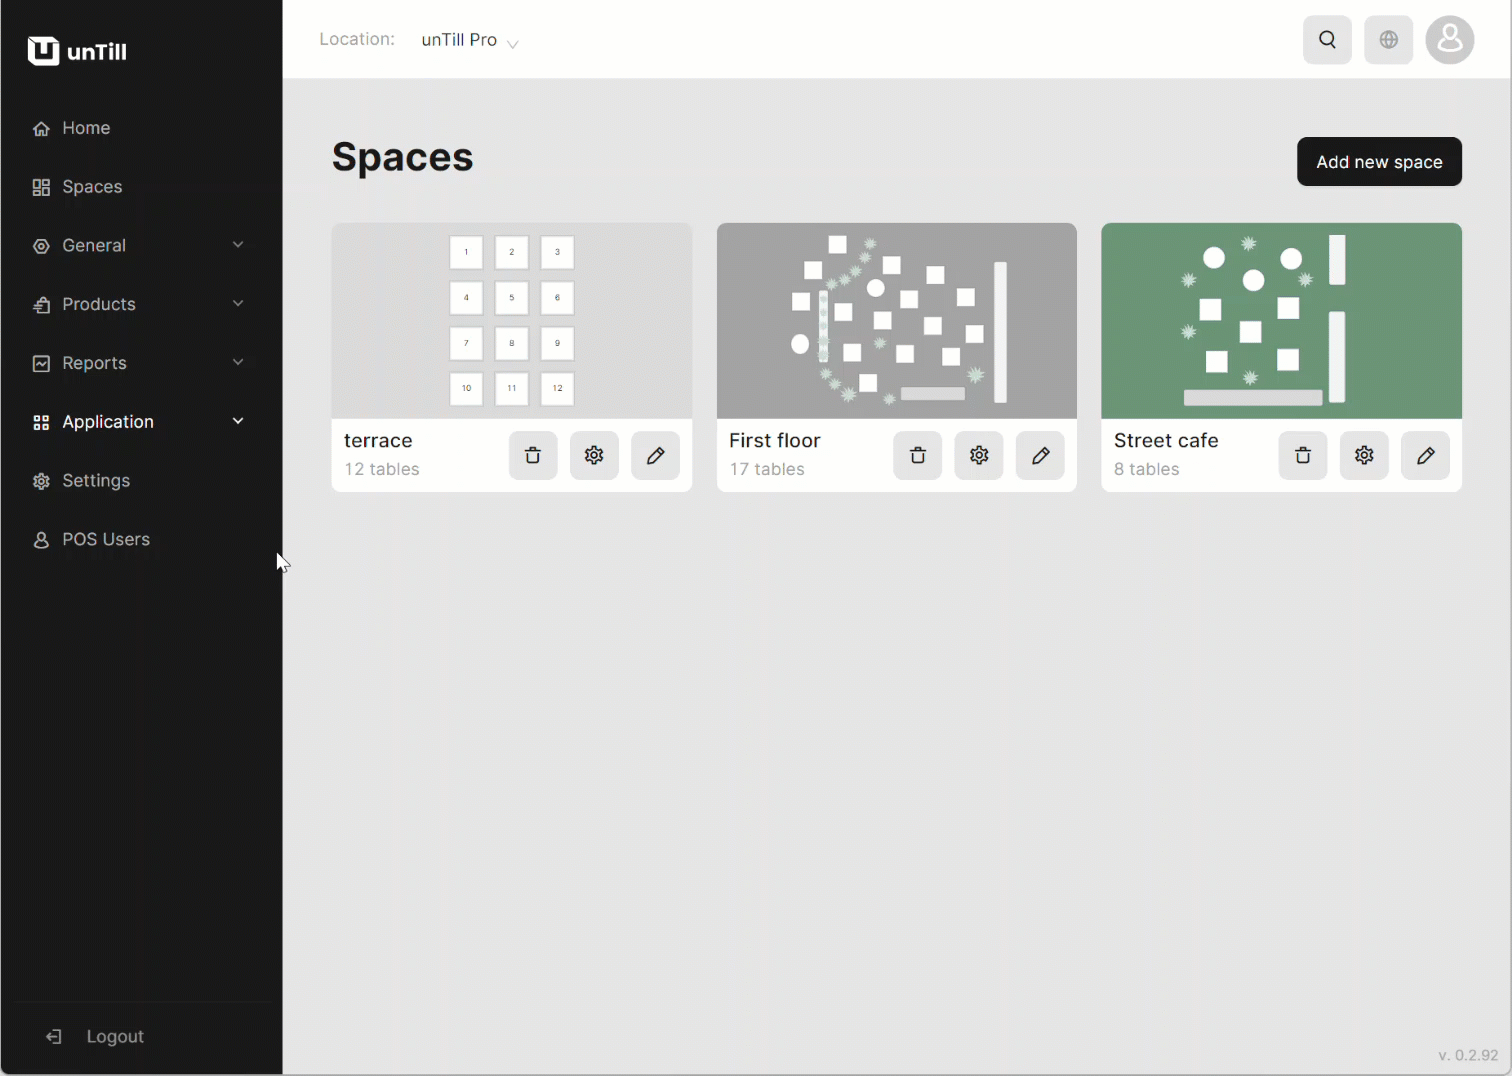 unTill
Location: unTill Pro
Home
Spaces
General
Products
Reports
Application
Settings
POS Users
Logout
Spaces
Add new space
1 2 3
4 5 6
7 8 9
10 11 12
terrace
12 tables
First floor
17 tables
Street cafe
8 tables
v. 0.2.92